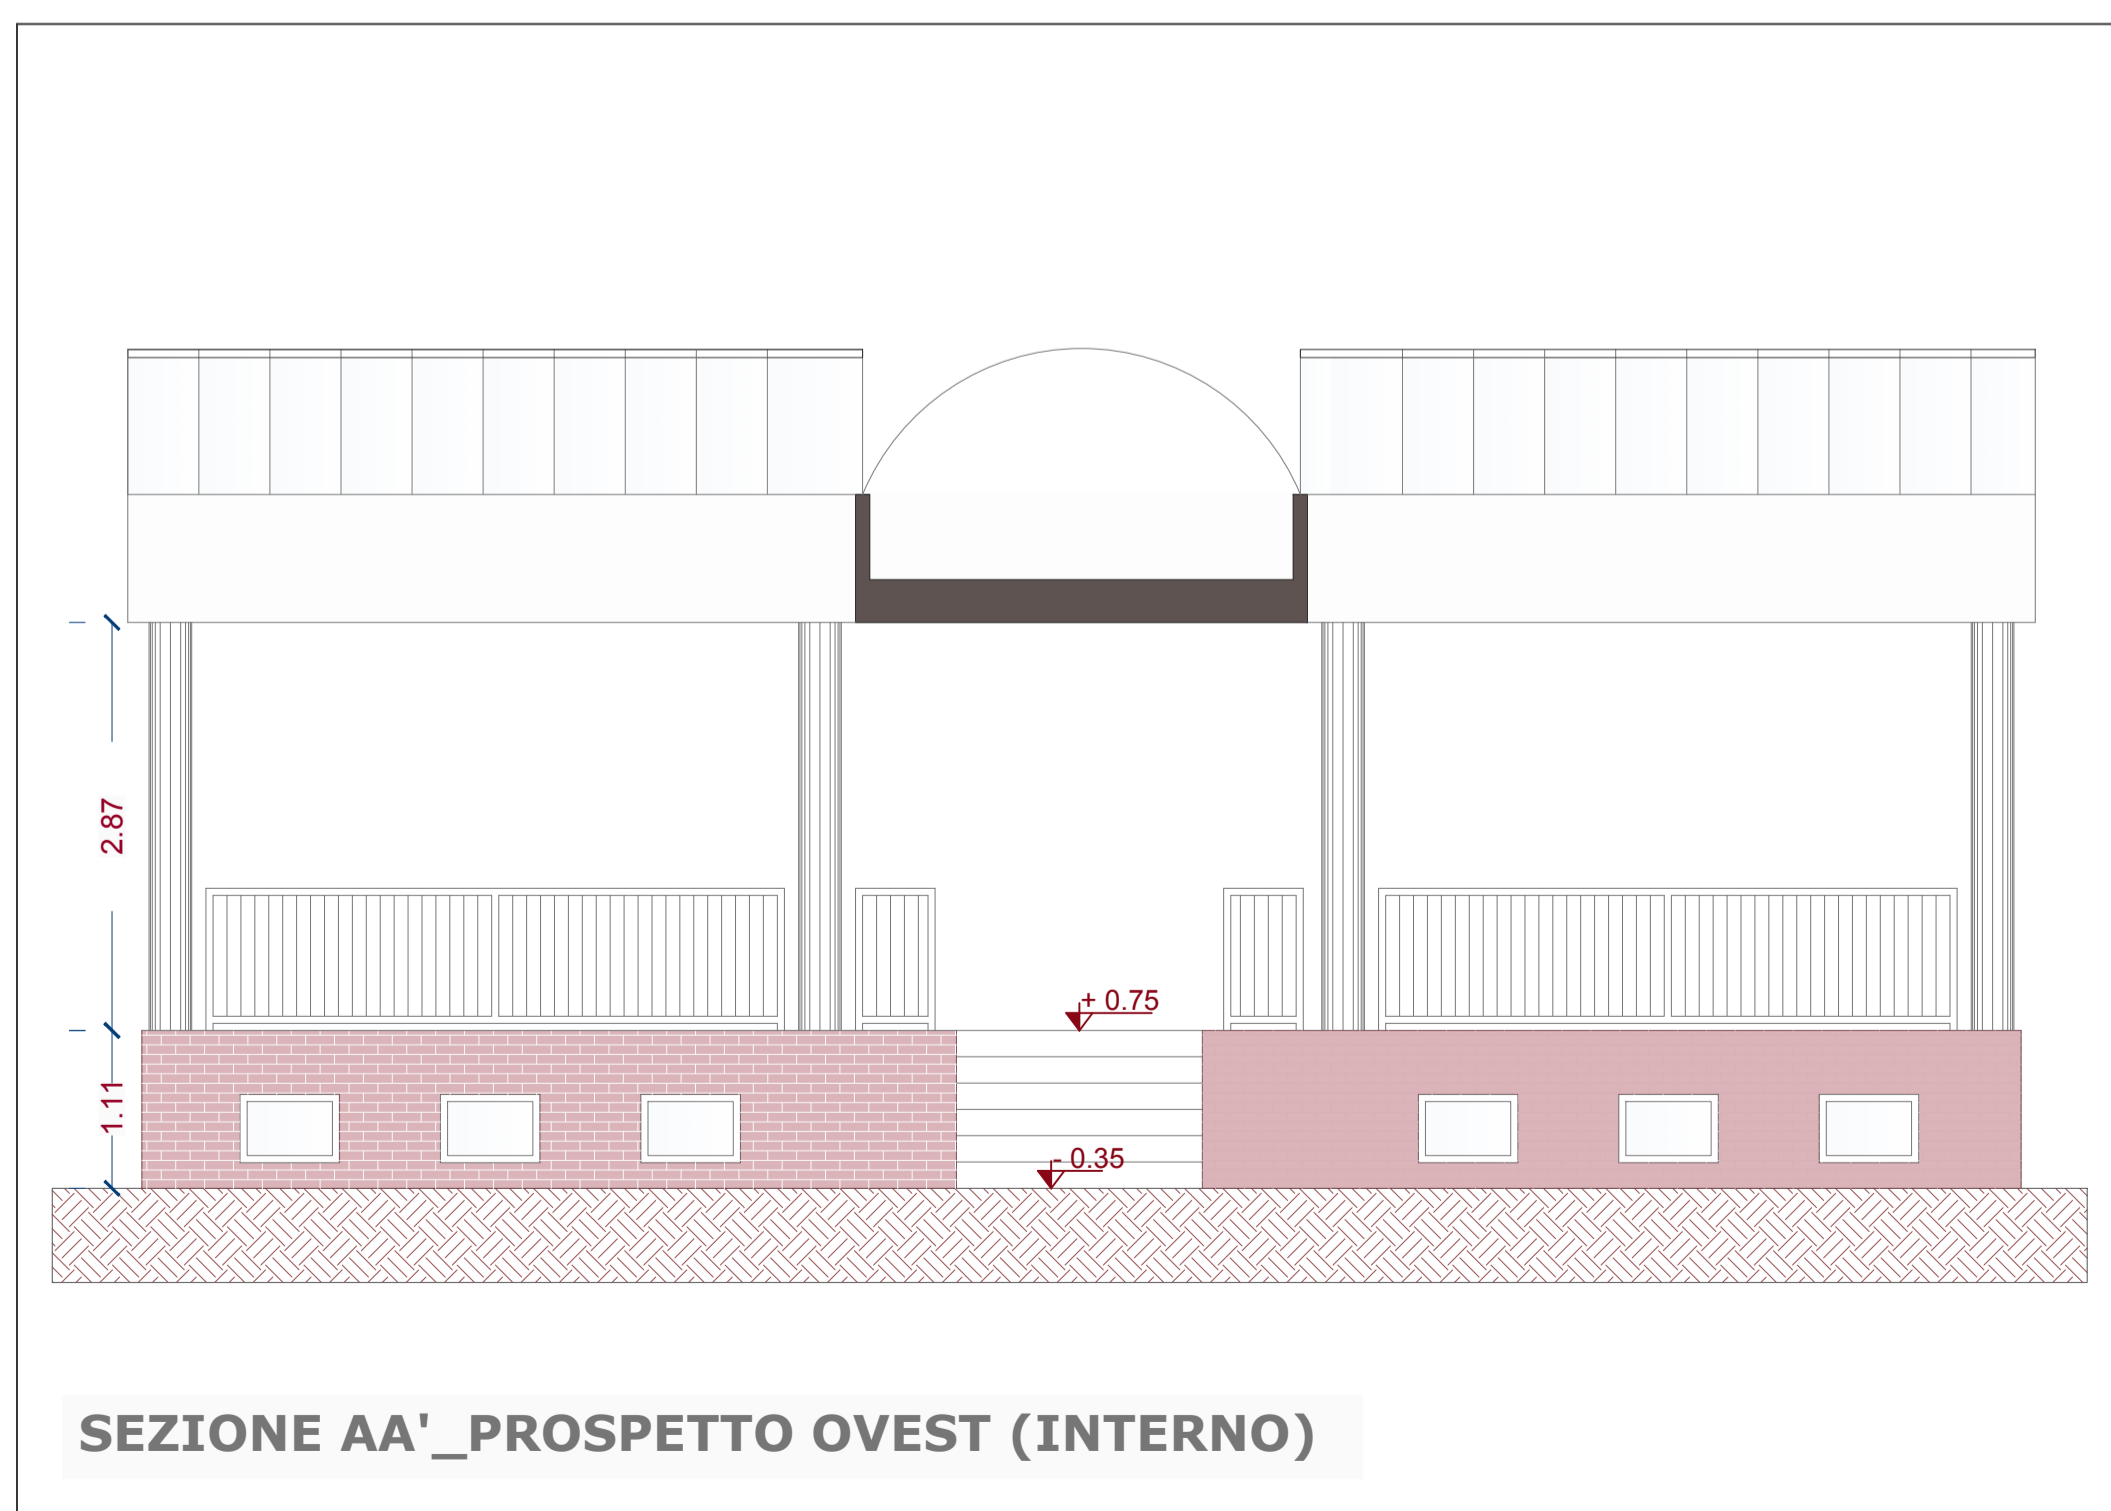 2.87
+ 0.75
1.11
- 0.35
SEZIONE AA'_PROSPETTO OVEST (INTERNO)